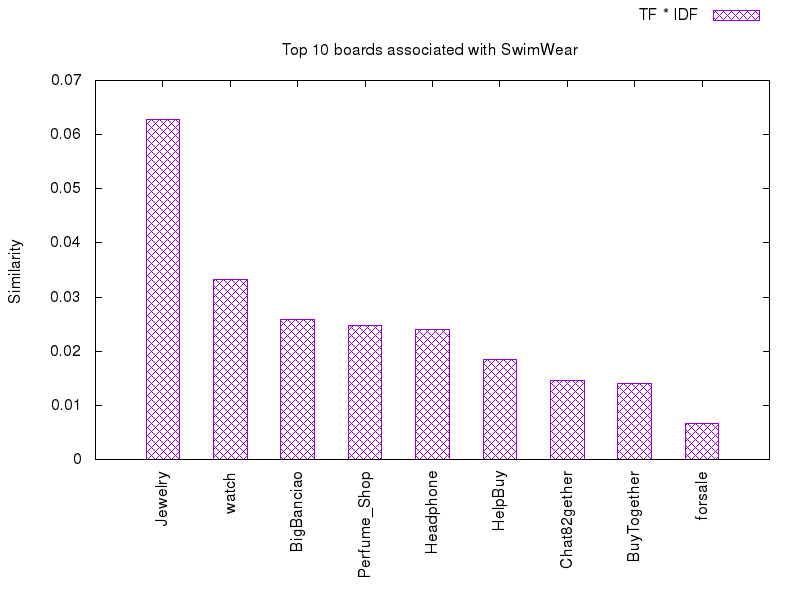 TF * IDF
Top 10 boards associated with SwimWear
Similarity
0.07
0.06
0.05
0.04
0.03
0.02
0.01
0
Jewelry
watch
BigBanciao
Perfume_Shop
Headphone
HelpBuy
Chat82gether
BuyTogether
forsale